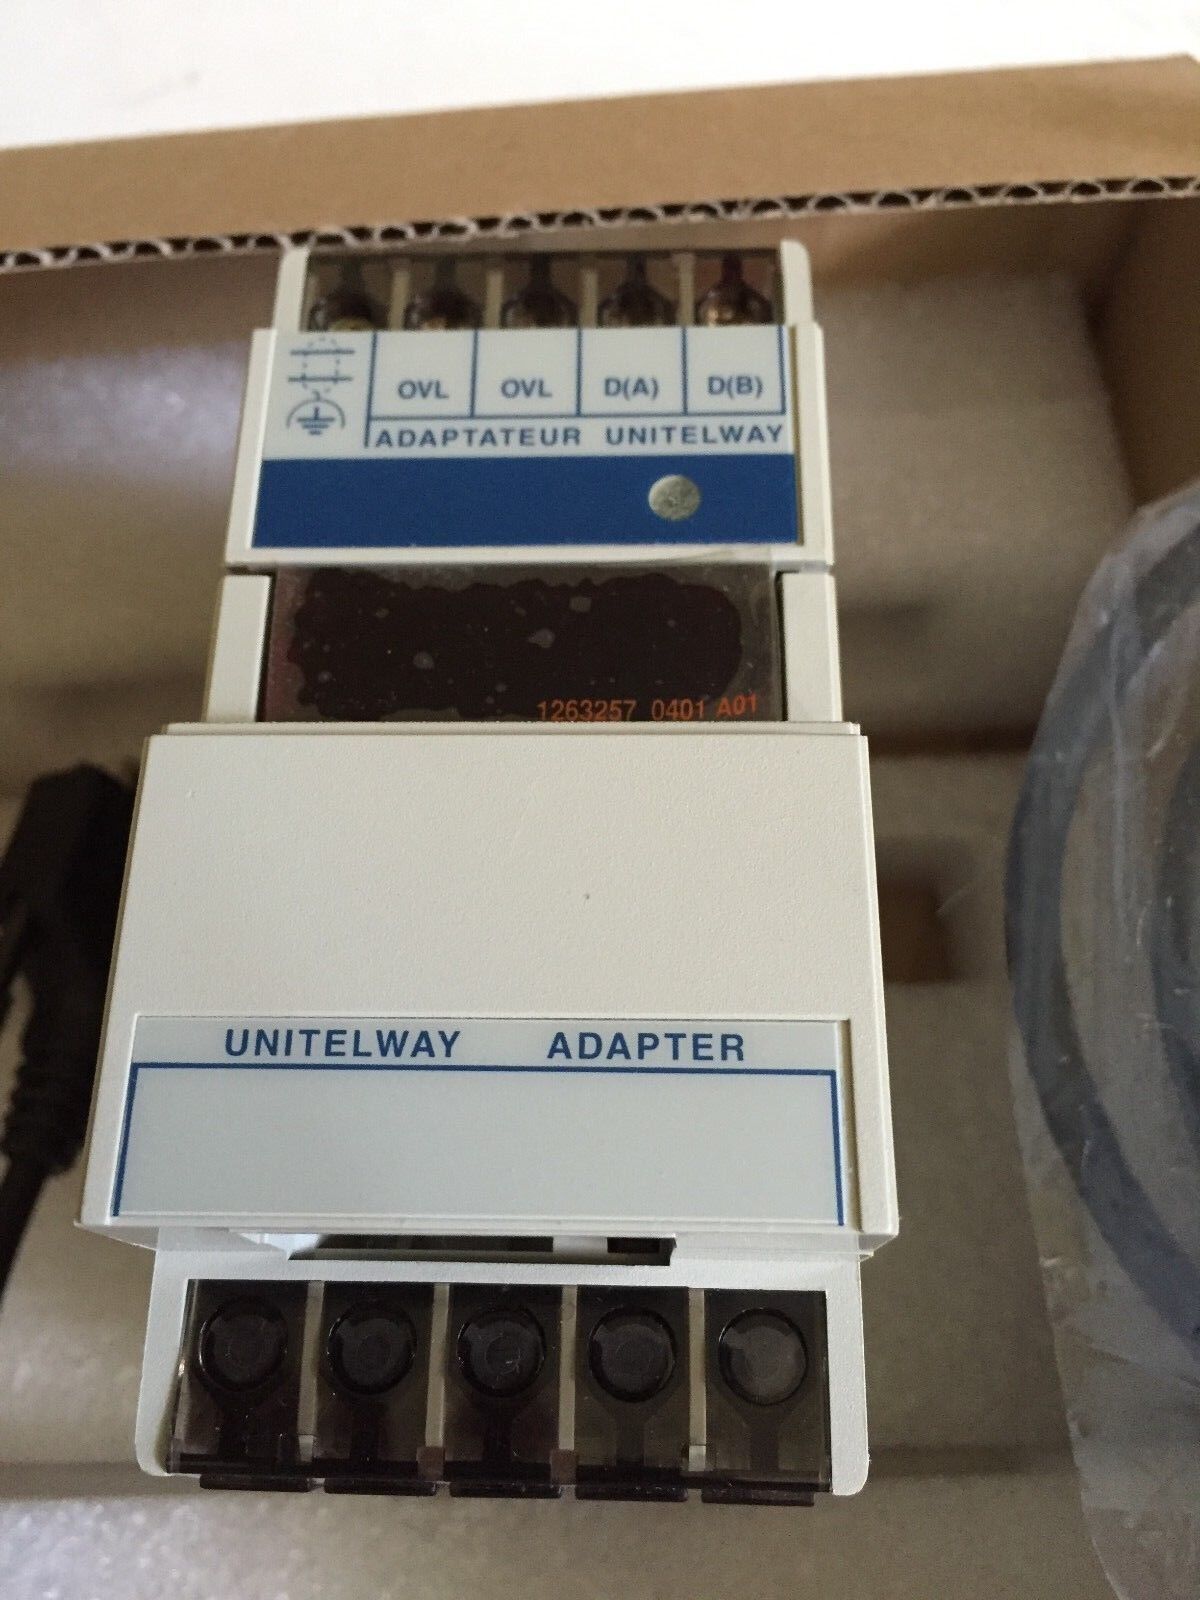 OVL OVL D(A) D(B)
ADAPTATEUR UNITELWAY
1263257 0401 A01
UNITELWAY ADAPTER